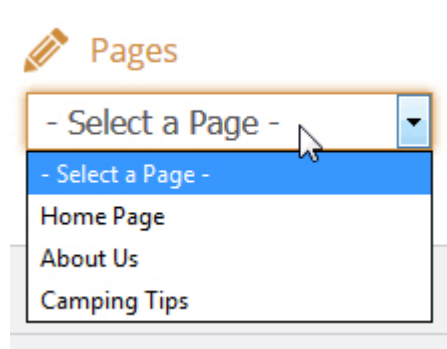 Pages
- Select a Page -
- Select a Page -
Home Page
About Us
Camping Tips